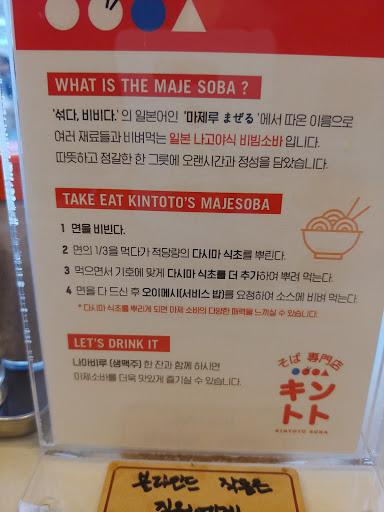 WHAT IS THE MAJE SOBA ?
'섞다, 비비다.' 의 일본어인 '마제루 まぜる '에서 따온 이름으로
여러 재료들과 비벼먹는 일본 나고야식 비빔소바 입니다.
따뜻하고 정갈한 한 그릇에 오랜시간과 정성을 담았습니다.
TAKE EAT KINTOTO'S MAJESOBA
1 면을 비빈다.
2 면의 1/3을 먹다가 적당량의 다시마 식초를 뿌린다.
3 먹으면서 기호에 맞게 다시마 식초를 더 추가하여 뿌려 먹는다.
4 면을 다 드신 후 오이메시(서비스 밥)를 요청하여 소스에 비벼 먹는다.
* 다시마 식초를 뿌리게 되면 마제 소바의 다양한 매력을 느끼실 수 있습니다.
LET'S DRINK IT
나마비루 (생맥주) 한 잔과 함께 하시면
마제소바를 더욱 맛있게 즐기실 수 있습니다.
そば 専門店
キン
トト
KINTOTO SOBA
블라인드 작동은